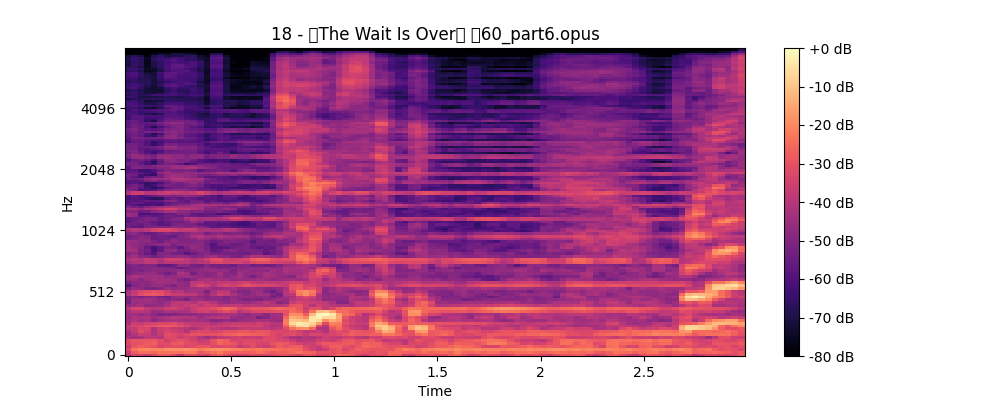 18 - The Wait Is Over 60_part6.opus
+0 dB
4096
-10 dB
-20 dB
2048
-30 dB
Hz
-40 dB
1024
-50 dB
512
-60 dB
-70 dB
0
-80 dB
0 0.5 1 1.5 2 2.5
Time